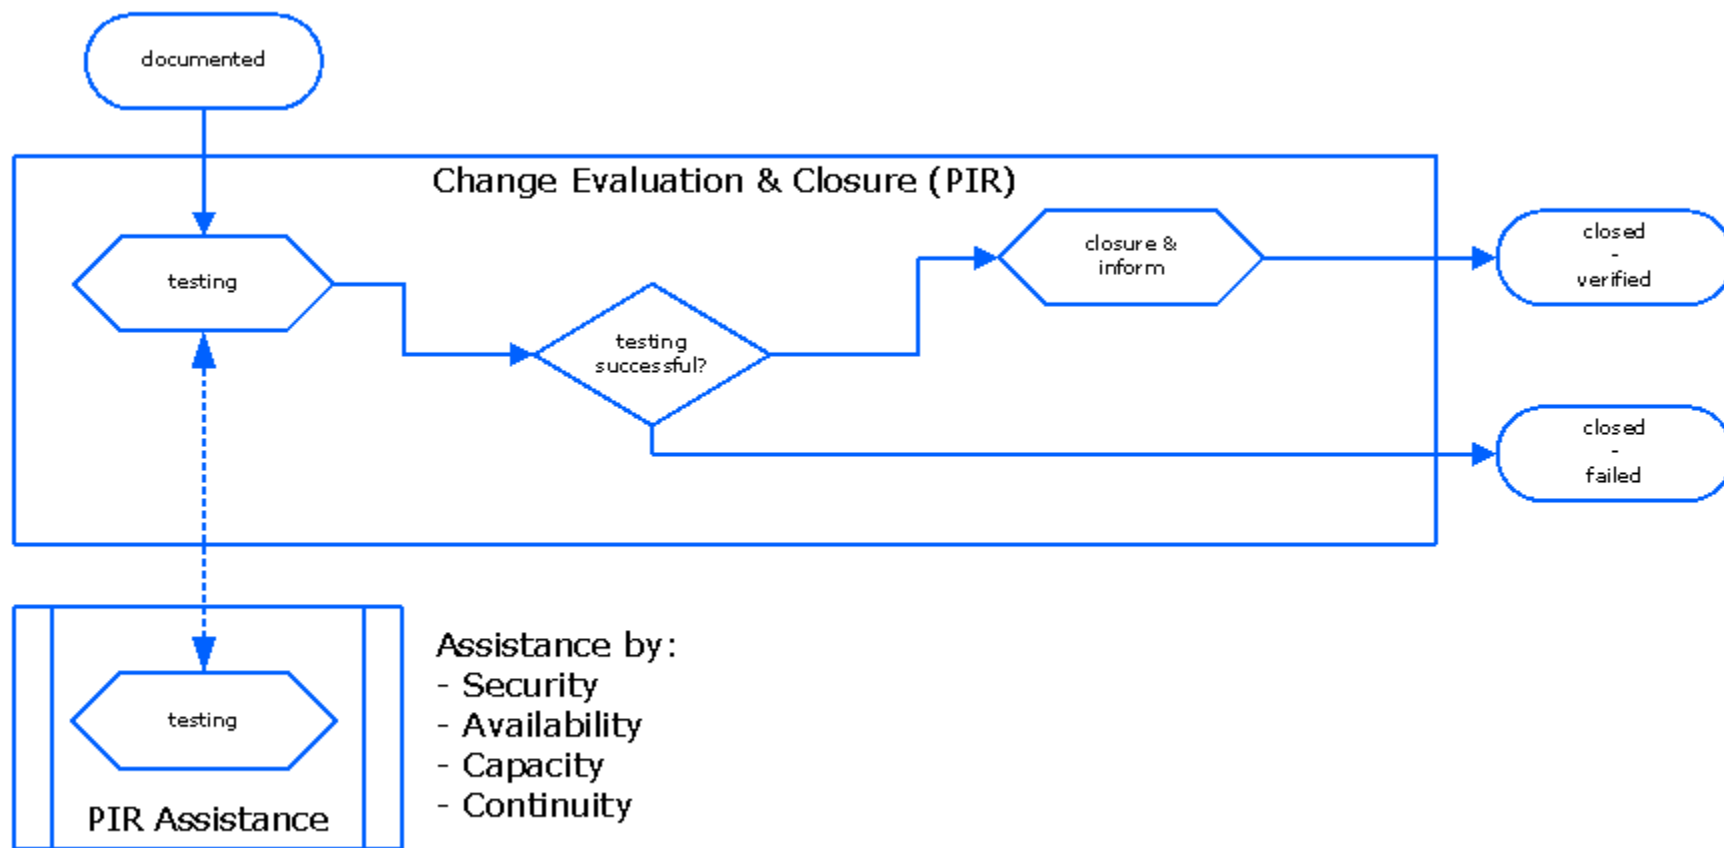 documented
Change Evaluation & Closure (PIR)
testing
testing
successful?
closure &
inform
closed
-
verified
closed
-
failed
testing
PIR Assistance
Assistance by:
- Security
- Availability
- Capacity
- Continuity